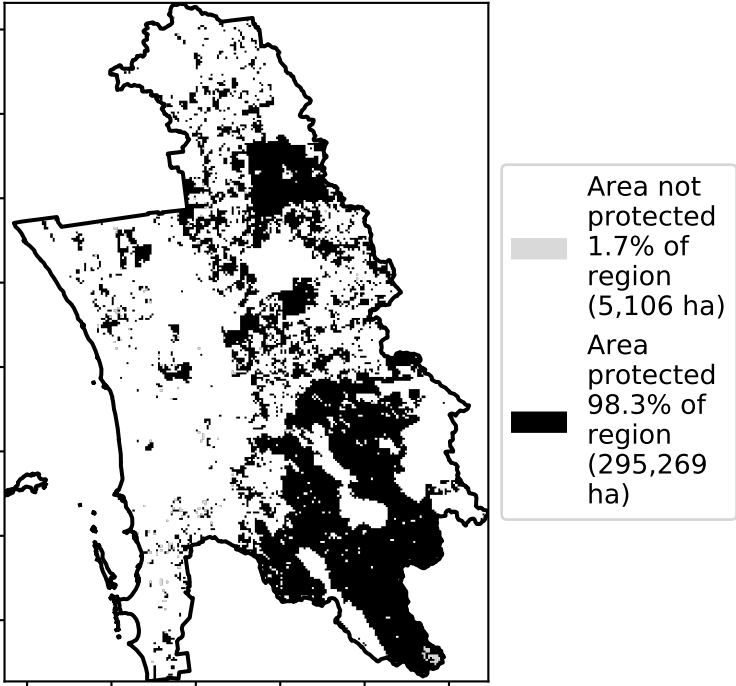 Area not
protected
1.7% of
region
(5,106 ha)
Area
protected
98.3% of
region
(295,269
ha)